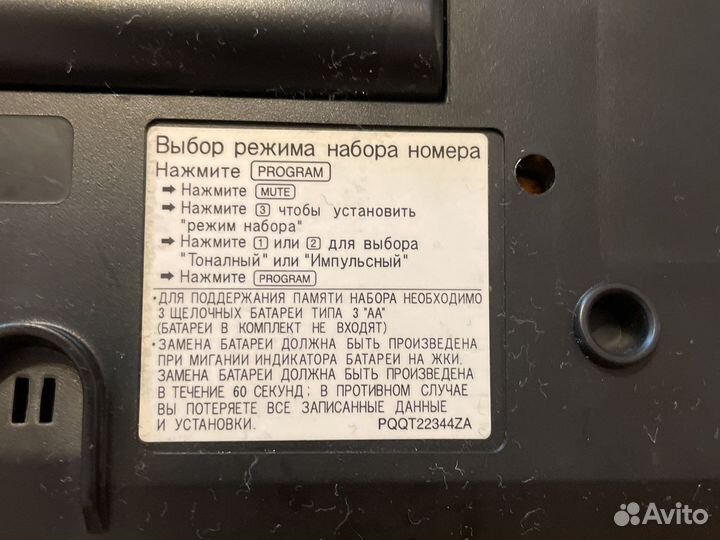 Выбор режима набора номера
Нажмите PROGRAM
➡ Нажмите MUTE
➡ Нажмите 3 чтобы установить
"режим набора"
➡ Нажмите 1 или 2 для выбора
"Тоналный" или "Импульсный"
➡ Нажмите PROGRAM
·ДЛЯ ПОДДЕРЖАНИЯ ПАМЯТИ НАБОРА НЕОБХОДИМО
3 ЩЕЛОЧНЫХ БАТАРЕИ ТИПА 3 "АА"
(БАТАРЕИ В КОМПЛЕКТ НЕ ВХОДЯТ)
·ЗАМЕНА БАТАРЕИ ДОЛЖНА БЫТЬ ПРОИЗВЕДЕНА
ПРИ МИГАНИИ ИНДИКАТОРА БАТАРЕИ НА ЖКИ.
ЗАМЕНА БАТАРЕИ ДОЛЖНА БЫТЬ ПРОИЗВЕДЕНА
В ТЕЧЕНИЕ 60 СЕКУНД; В ПРОТИВНОМ СЛУЧАЕ
ВЫ ПОТЕРЯЕТЕ ВСЕ ЗАПИСАННЫЕ ДАННЫЕ
И УСТАНОВКИ. PQQT22344ZA
Avito